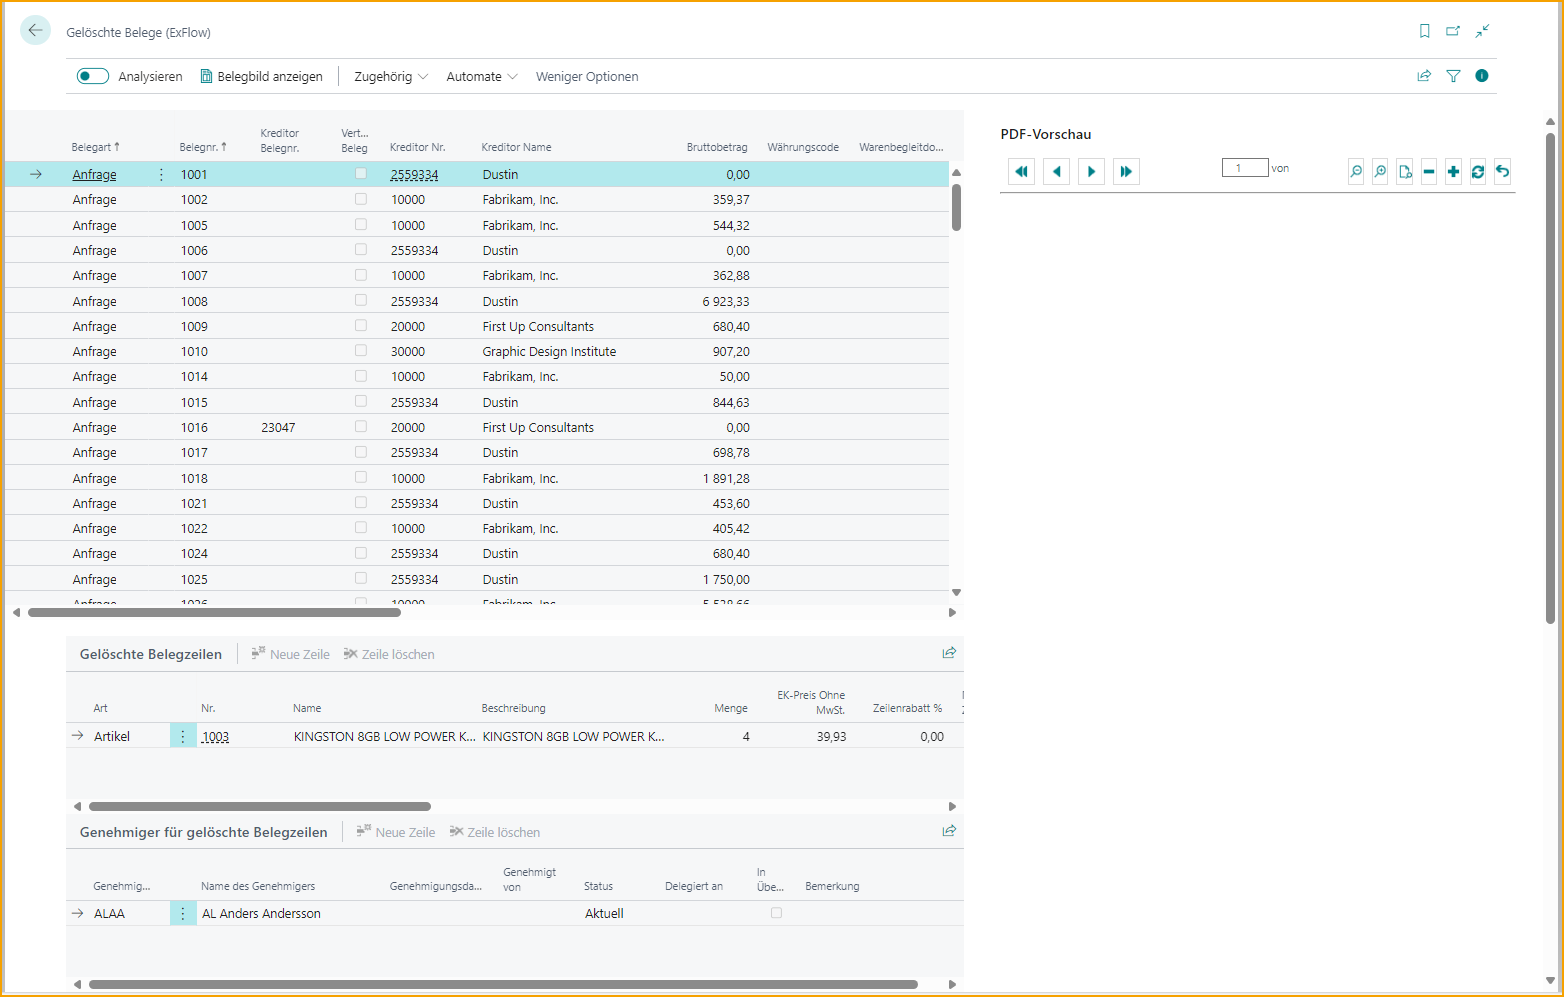 Gelöschte Belege (ExFlow)
Analysieren Belegbild anzeigen Zugehörig Automate Weniger Optionen
Belegart ↑ Belegnr. ↑ Kreditor Belegnr. Vert... Beleg Kreditor Nr. Kreditor Name Bruttobetrag Währungscode Warenbegleitdo...
Anfrage 1001 2559334 Dustin 0,00
Anfrage 1002 10000 Fabrikam, Inc. 359,37
Anfrage 1005 10000 Fabrikam, Inc. 544,32
Anfrage 1006 2559334 Dustin 0,00
Anfrage 1007 10000 Fabrikam, Inc. 362,88
Anfrage 1008 2559334 Dustin 6 923,33
Anfrage 1009 20000 First Up Consultants 680,40
Anfrage 1010 30000 Graphic Design Institute 907,20
Anfrage 1014 10000 Fabrikam, Inc. 50,00
Anfrage 1015 2559334 Dustin 844,63
Anfrage 1016 23047 20000 First Up Consultants 0,00
Anfrage 1017 2559334 Dustin 698,78
Anfrage 1018 10000 Fabrikam, Inc. 1 891,28
Anfrage 1021 2559334 Dustin 453,60
Anfrage 1022 10000 Fabrikam, Inc. 405,42
Anfrage 1024 2559334 Dustin 680,40
Anfrage 1025 2559334 Dustin 1 750,00
Anfrage 1026 10000 Fabrikam, Inc.
PDF-Vorschau
1 von
Gelöschte Belegzeilen Neue Zeile Zeile löschen
Art Nr. Name Beschreibung Menge EK-Preis Ohne MwSt. Zeilenrabatt %
Artikel 1003 KINGSTON 8GB LOW POWER K... KINGSTON 8GB LOW POWER K... 4 39,93 0,00
Genehmiger für gelöschte Belegzeilen Neue Zeile Zeile löschen
Genehmig... Name des Genehmigers Genehmigungsda... Genehmigt von Status Delegiert an In Übe... Bemerkung
ALAA AL Anders Andersson Aktuell